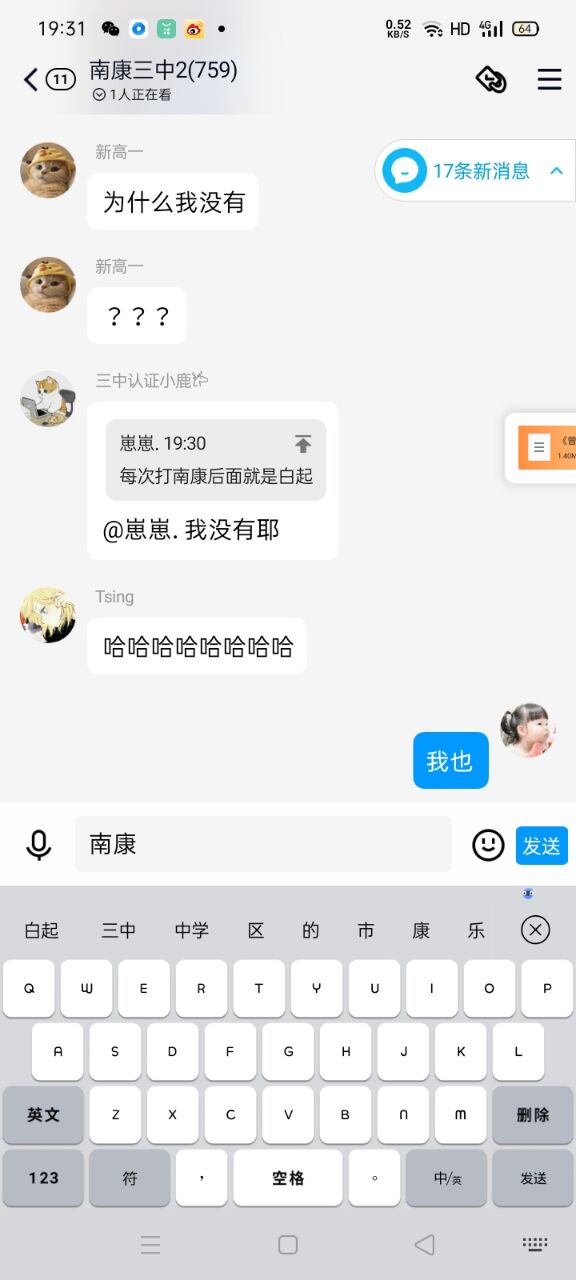 19:31 0.52 KB/S HD 4G 64
11 南康三中2(759)
1人正在看
新高一
17条新消息
为什么我没有
新高一
？？？
三中认证小鹿
崽崽. 19:30
每次打南康后面就是白起
@崽崽. 我没有耶
《曾
1.40M
Tsing
哈哈哈哈哈哈哈哈
我也
南康 发送
白起 三中 中学 区 的 市 康 乐
Q W E R T Y U I O P
A S D F G H J K L
英文 Z X C V B N M 删除
123 符 ， 空格 。 中/英 发送